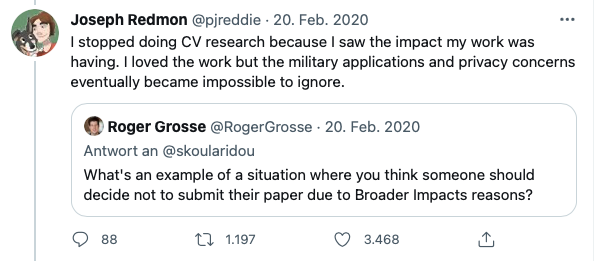 Joseph Redmon @pjreddie · 20. Feb. 2020
I stopped doing CV research because I saw the impact my work was
having. I loved the work but the military applications and privacy concerns
eventually became impossible to ignore.
Roger Grosse @RogerGrosse · 20. Feb. 2020
Antwort an @skoularidou
What's an example of a situation where you think someone should
decide not to submit their paper due to Broader Impacts reasons?
88 1.197 3.468